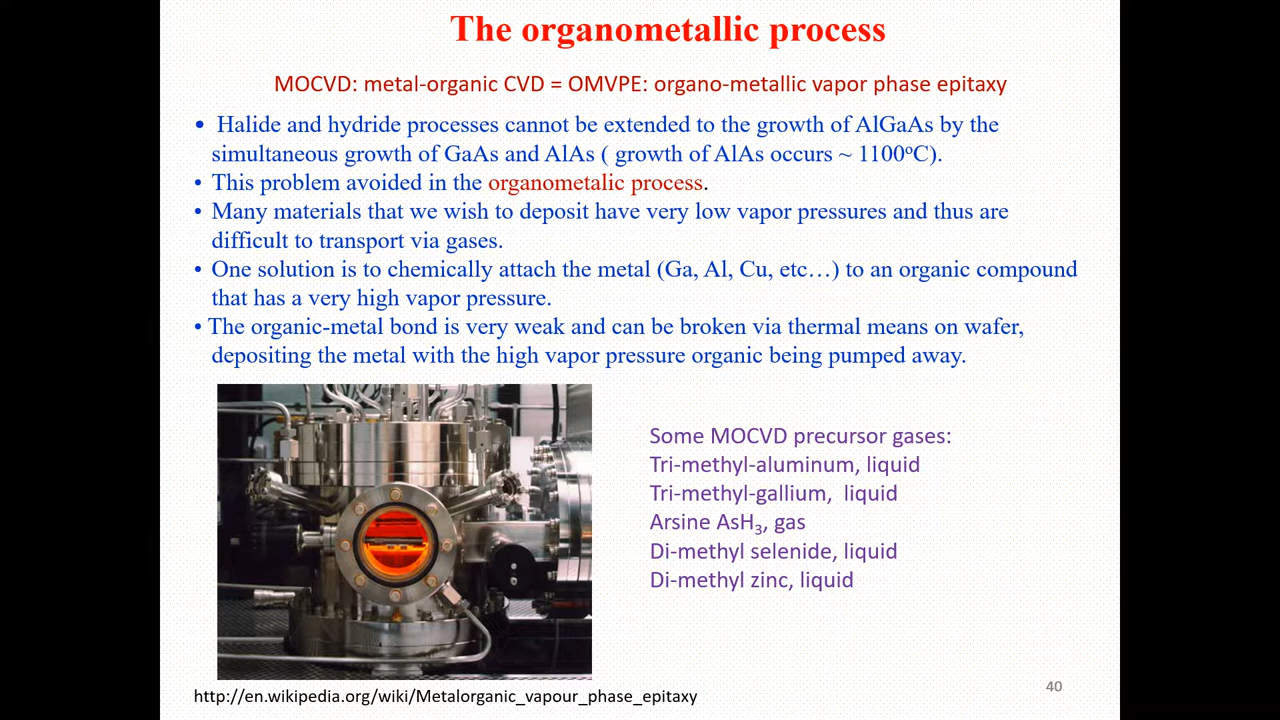 The organometallic process
MOCVD: metal-organic CVD = OMVPE: organo-metallic vapor phase epitaxy
• Halide and hydride processes cannot be extended to the growth of AlGaAs by the
simultaneous growth of GaAs and AlAs ( growth of AlAs occurs ~ 1100°C).
• This problem avoided in the organometalic process.
• Many materials that we wish to deposit have very low vapor pressures and thus are
difficult to transport via gases.
• One solution is to chemically attach the metal (Ga, Al, Cu, etc…) to an organic compound
that has a very high vapor pressure.
• The organic-metal bond is very weak and can be broken via thermal means on wafer,
depositing the metal with the high vapor pressure organic being pumped away.
Some MOCVD precursor gases:
Tri-methyl-aluminum, liquid
Tri-methyl-gallium, liquid
Arsine AsH₃, gas
Di-methyl selenide, liquid
Di-methyl zinc, liquid
http://en.wikipedia.org/wiki/Metalorganic_vapour_phase_epitaxy
40